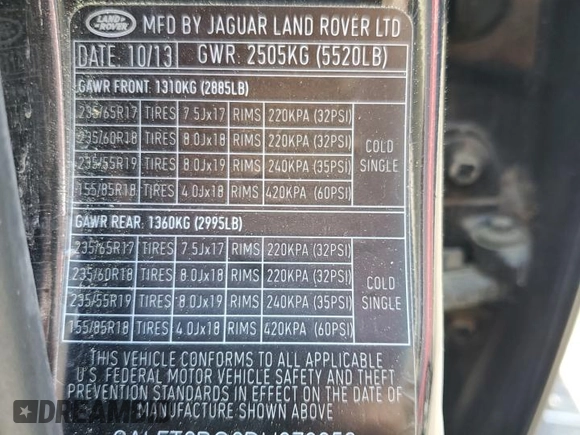 LAND ROVER MFD BY JAGUAR LAND ROVER LTD
DATE: 10/13 GWR: 2505KG (5520LB)
GAWR FRONT: 1310KG (2885LB)
235/65R17 TIRES 7.5Jx17 RIMS 220KPA (32PSI)
235/60R18 TIRES 8.0Jx18 RIMS 220KPA (32PSI)
235/55R19 TIRES 8.0Jx19 RIMS 240KPA (35PSI)
155/85R18 TIRES 4.0Jx18 RIMS 420KPA (60PSI)
COLD
SINGLE
GAWR REAR: 1360KG (2995LB)
235/65R17 TIRES 7.5Jx17 RIMS 220KPA (32PSI)
235/60R18 TIRES 8.0Jx18 RIMS 220KPA (32PSI)
235/55R19 TIRES 8.0Jx19 RIMS 240KPA (35PSI)
155/85R18 TIRES 4.0Jx18 RIMS 420KPA (60PSI)
COLD
SINGLE
THIS VEHICLE CONFORMS TO ALL APPLICABLE
U.S. FEDERAL MOTOR VEHICLE SAFETY AND THEFT
PREVENTION STANDARDS IN EFFECT ON THE DATE OF
MANUFACTURE SHOWN ABOVE